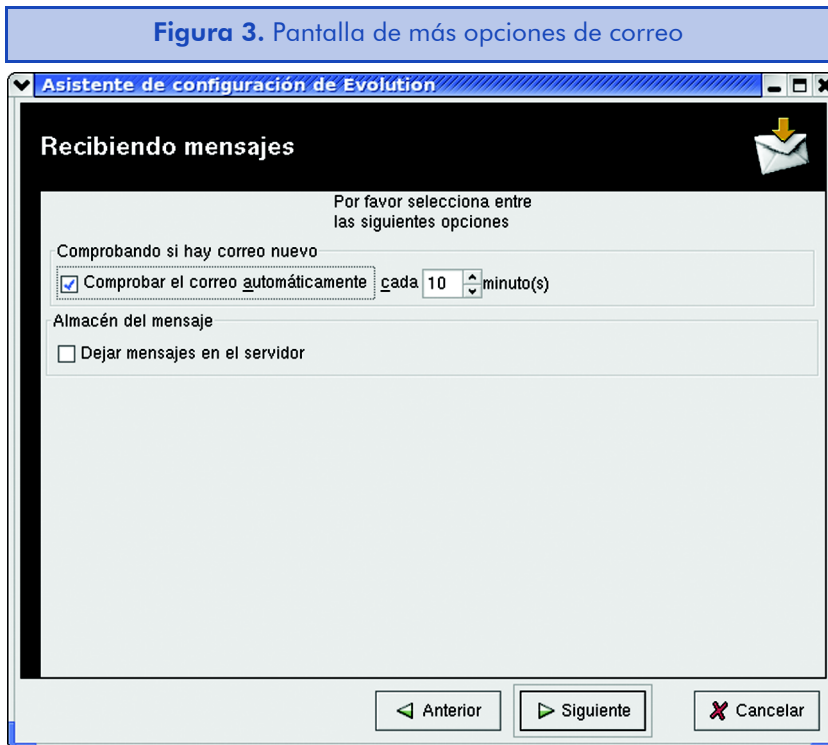 Figura 3. Pantalla de más opciones de correo
Asistente de configuración de Evolution
Recibiendo mensajes
Por favor selecciona entre
las siguientes opciones
Comprobando si hay correo nuevo
Comprobar el correo automáticamente cada 10 minuto(s)
Almacén del mensaje
Dejar mensajes en el servidor
Anterior Siguiente Cancelar